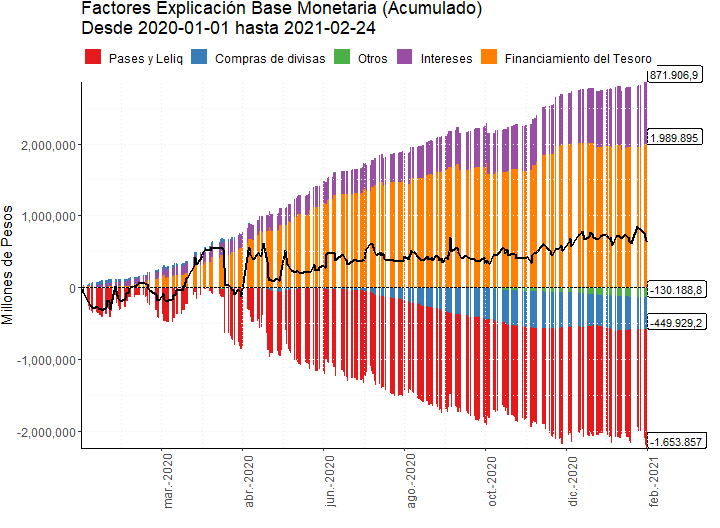 Factores Explicación Base Monetaria (Acumulado)
Desde 2020-01-01 hasta 2021-02-24
Pases y Leliq Compras de divisas Otros Intereses Financiamiento del Tesoro
871.906,9
2,000,000
1.989.895
1,000,000
Millones de Pesos
0
-130.188,8
-449.929,2
-1,000,000
-2,000,000
-1.653.857
mar.-2020
abr.-2020
jun.-2020
ago.-2020
oct.-2020
dic.-2020
feb.-2021